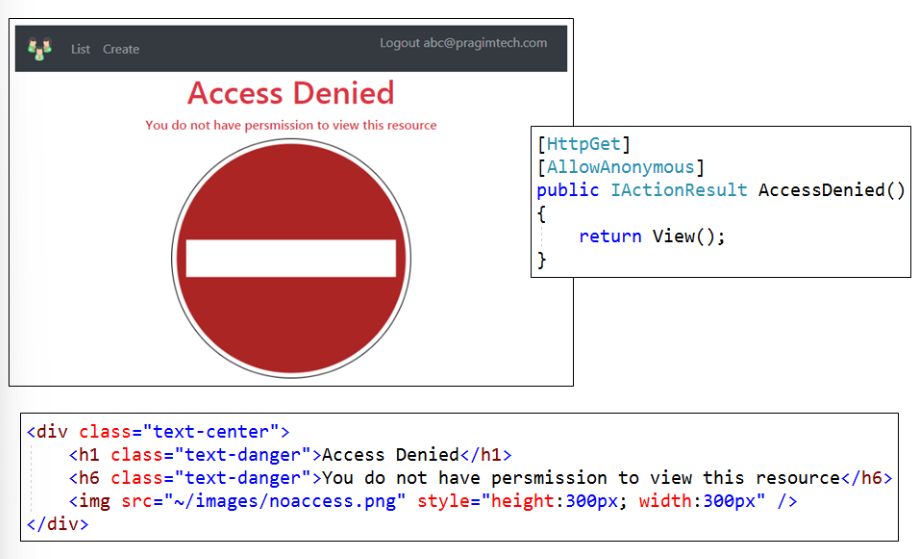 List Create Logout abc@pragimtech.com
Access Denied
You do not have persmission to view this resource
[HttpGet]
[AllowAnonymous]
public IActionResult AccessDenied()
{
return View();
}
<div class="text-center">
<h1 class="text-danger">Access Denied</h1>
<h6 class="text-danger">You do not have persmission to view this resource</h6>
<img src="~/images/noaccess.png" style="height:300px; width:300px" />
</div>